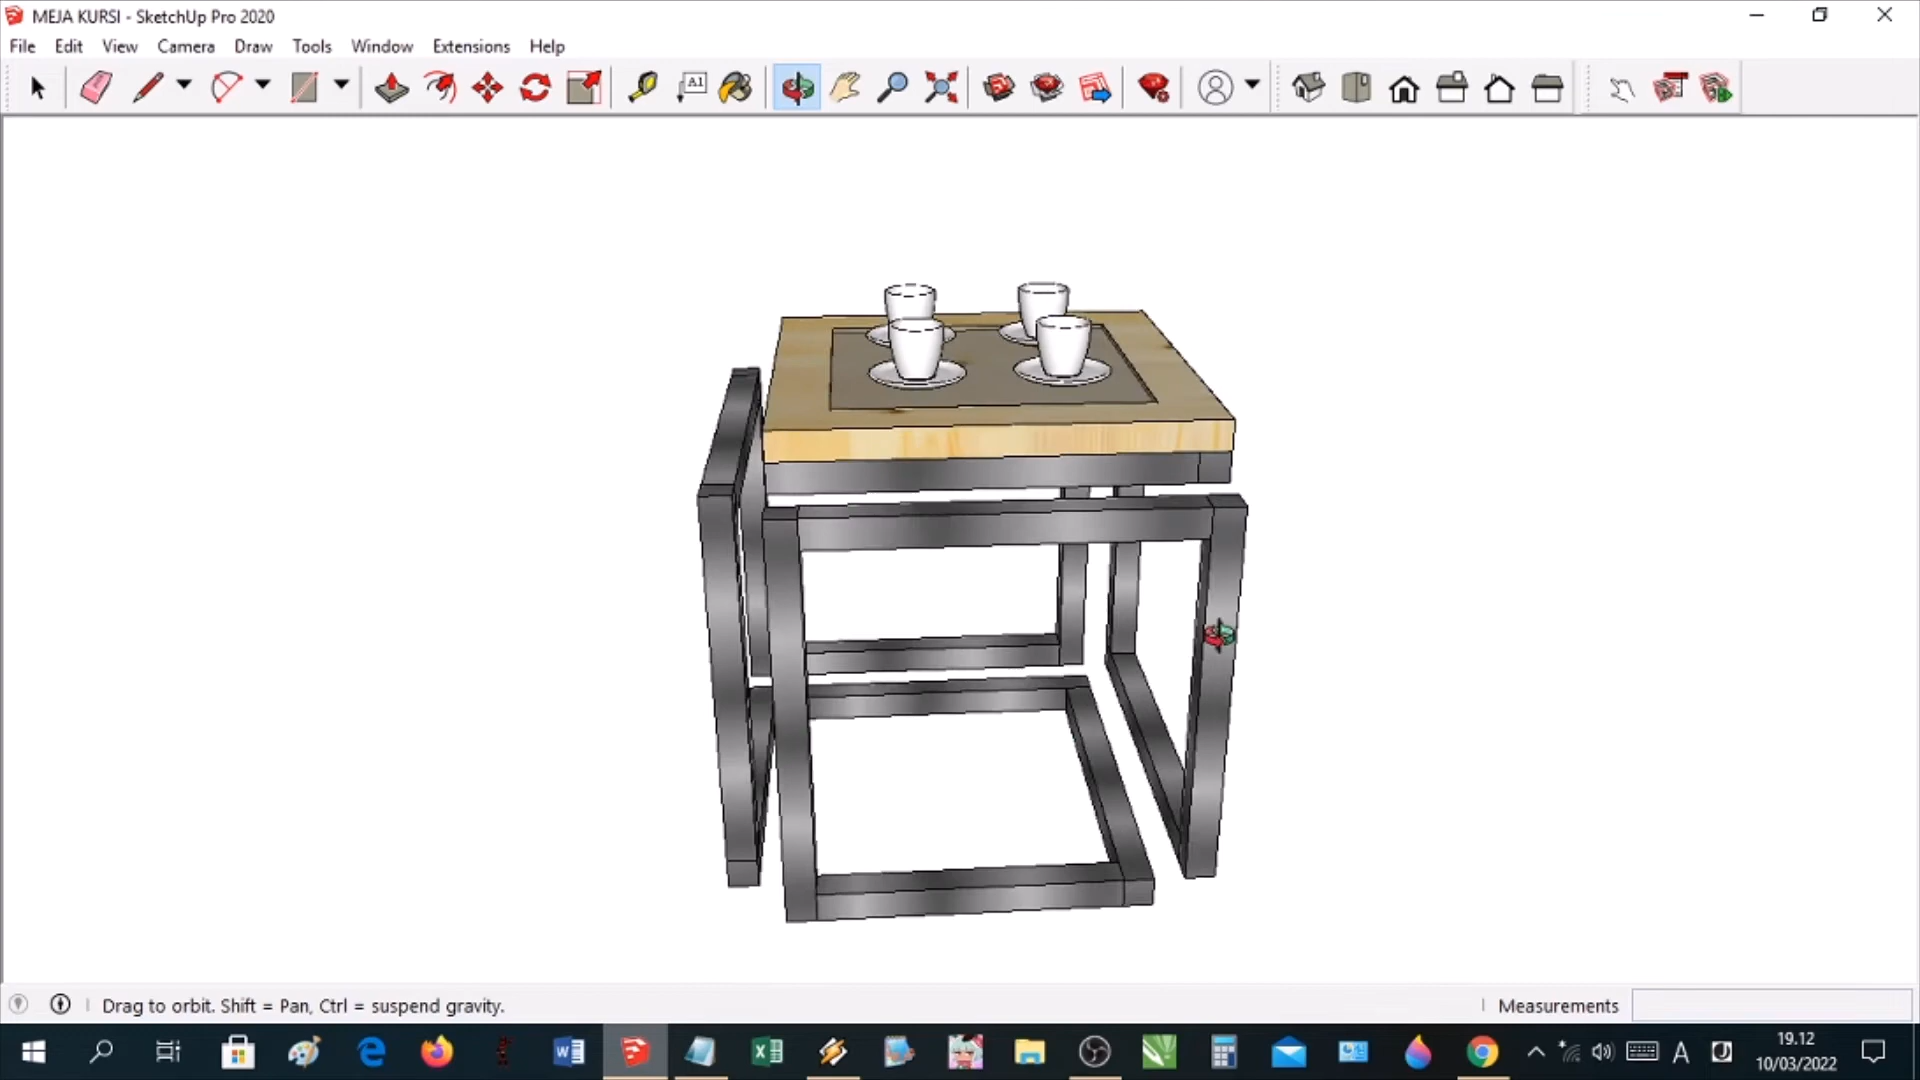 MEJA KURSI - SketchUp Pro 2020
File Edit View Camera Draw Tools Window Extensions Help
A1
Drag to orbit. Shift = Pan, Ctrl = suspend gravity.
Measurements
A
19.12
10/03/2022